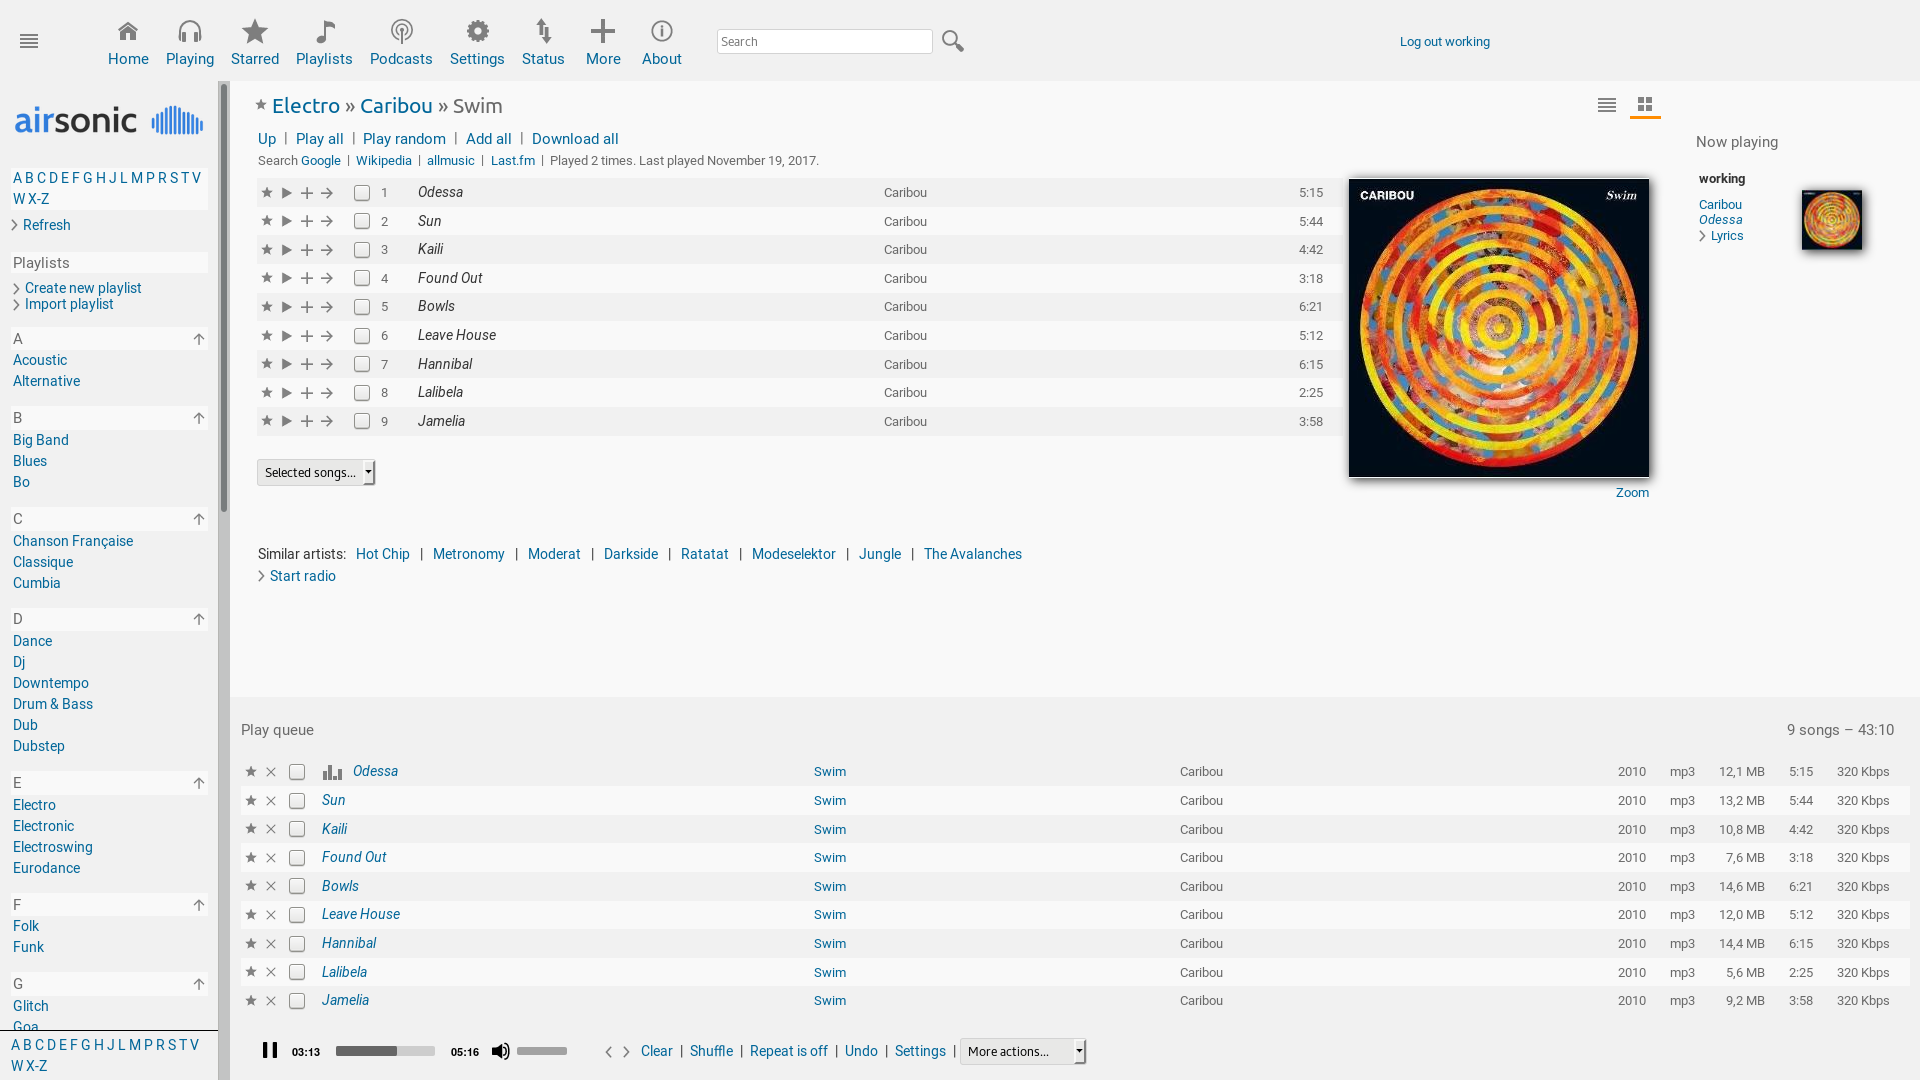 Home Playing Starred Playlists Podcasts Settings Status More About Search Log out working
airsonic
A B C D E F G H J L M P R S T V
W X-Z
Refresh
Playlists
Create new playlist
Import playlist
A
Acoustic
Alternative
B
Big Band
Blues
Bo
C
Chanson Française
Classique
Cumbia
D
Dance
Dj
Downtempo
Drum & Bass
Dub
Dubstep
E
Electro
Electronic
Electroswing
Eurodance
F
Folk
Funk
G
Glitch
Goa
A B C D E F G H J L M P R S T V
W X-Z
Electro » Caribou » Swim
Up | Play all | Play random | Add all | Download all
Search Google | Wikipedia | allmusic | Last.fm | Played 2 times. Last played November 19, 2017.
1 Odessa Caribou 5:15
2 Sun Caribou 5:44
3 Kaili Caribou 4:42
4 Found Out Caribou 3:18
5 Bowls Caribou 6:21
6 Leave House Caribou 5:12
7 Hannibal Caribou 6:15
8 Lalibela Caribou 2:25
9 Jamelia Caribou 3:58
Selected songs...
CARIBOU Swim
Zoom
Similar artists: Hot Chip | Metronomy | Moderat | Darkside | Ratatat | Modeselektor | Jungle | The Avalanches
Start radio
Now playing
working
Caribou
Odessa
Lyrics
Play queue 9 songs – 43:10
Odessa Swim Caribou 2010 mp3 12,1 MB 5:15 320 Kbps
Sun Swim Caribou 2010 mp3 13,2 MB 5:44 320 Kbps
Kaili Swim Caribou 2010 mp3 10,8 MB 4:42 320 Kbps
Found Out Swim Caribou 2010 mp3 7,6 MB 3:18 320 Kbps
Bowls Swim Caribou 2010 mp3 14,6 MB 6:21 320 Kbps
Leave House Swim Caribou 2010 mp3 12,0 MB 5:12 320 Kbps
Hannibal Swim Caribou 2010 mp3 14,4 MB 6:15 320 Kbps
Lalibela Swim Caribou 2010 mp3 5,6 MB 2:25 320 Kbps
Jamelia Swim Caribou 2010 mp3 9,2 MB 3:58 320 Kbps
03:13 05:16 Clear | Shuffle | Repeat is off | Undo | Settings | More actions...